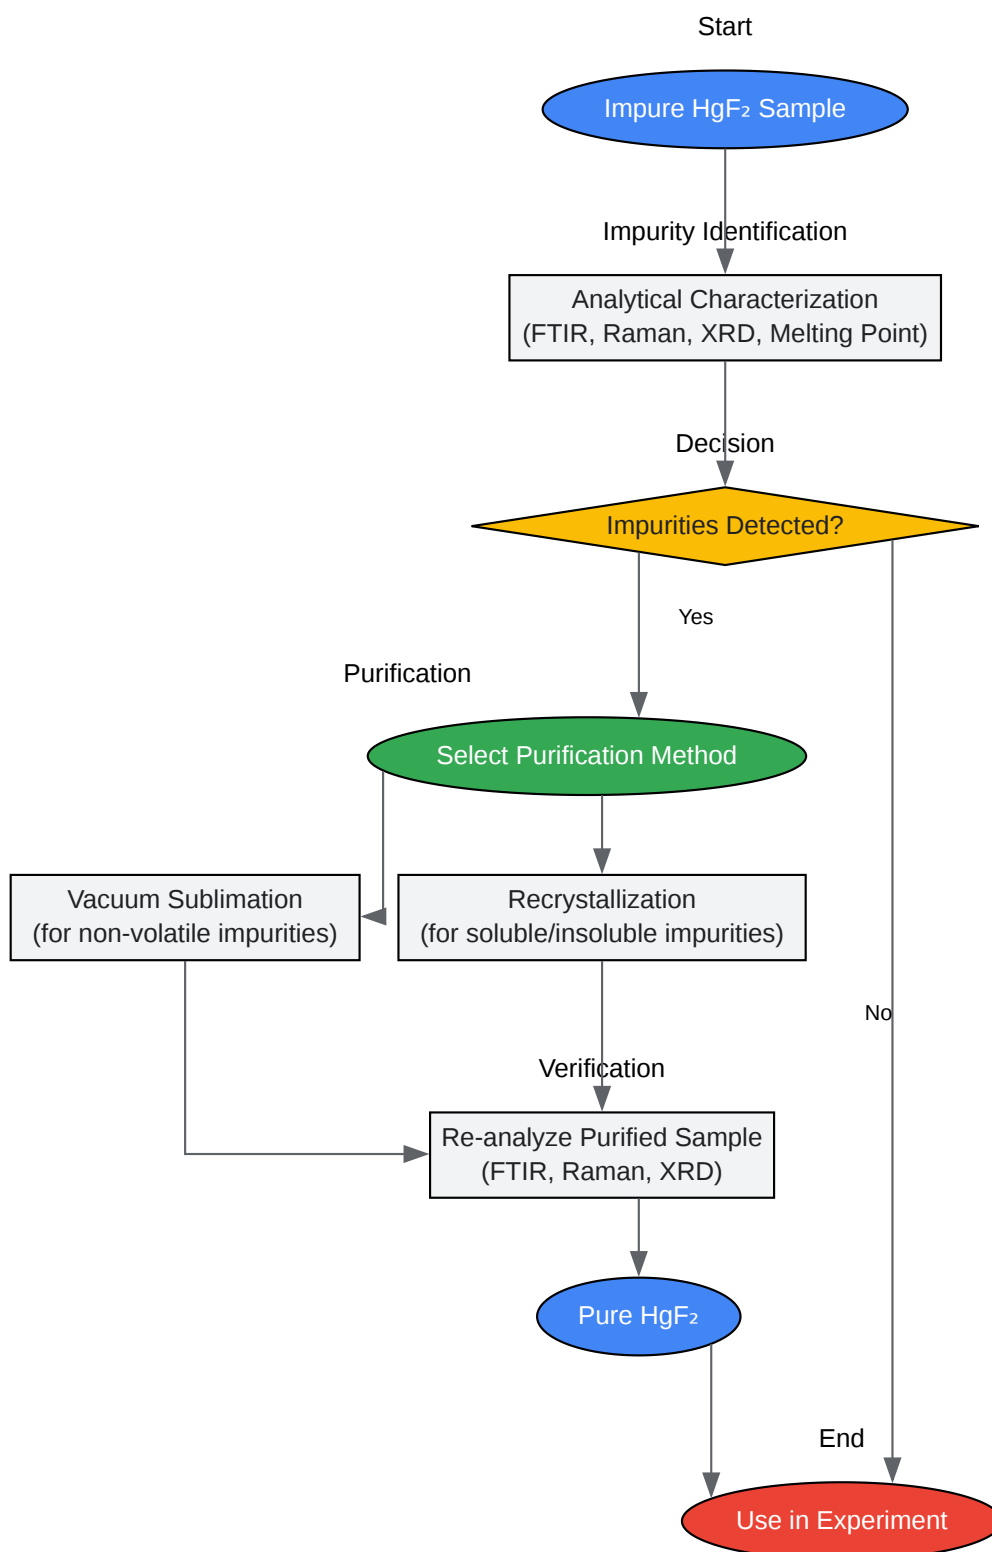 Start
Impure HgF₂ Sample
Impurity Identification
Analytical Characterization
(FTIR, Raman, XRD, Melting Point)
Decision
Impurities Detected?
Yes
Purification
Select Purification Method
Vacuum Sublimation
(for non-volatile impurities)
Recrystallization
(for soluble/insoluble impurities)
No
Verification
Re-analyze Purified Sample
(FTIR, Raman, XRD)
Pure HgF₂
End
Use in Experiment